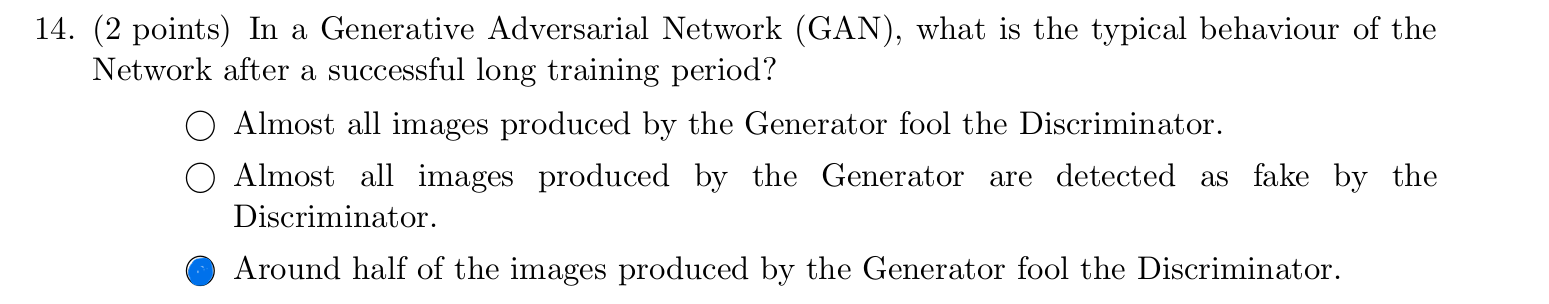 14. (2 points) In a Generative Adversarial Network (GAN), what is the typical behaviour of the
Network after a successful long training period?
Almost all images produced by the Generator fool the Discriminator.
Almost all images produced by the Generator are detected as fake by the
Discriminator.
Around half of the images produced by the Generator fool the Discriminator.